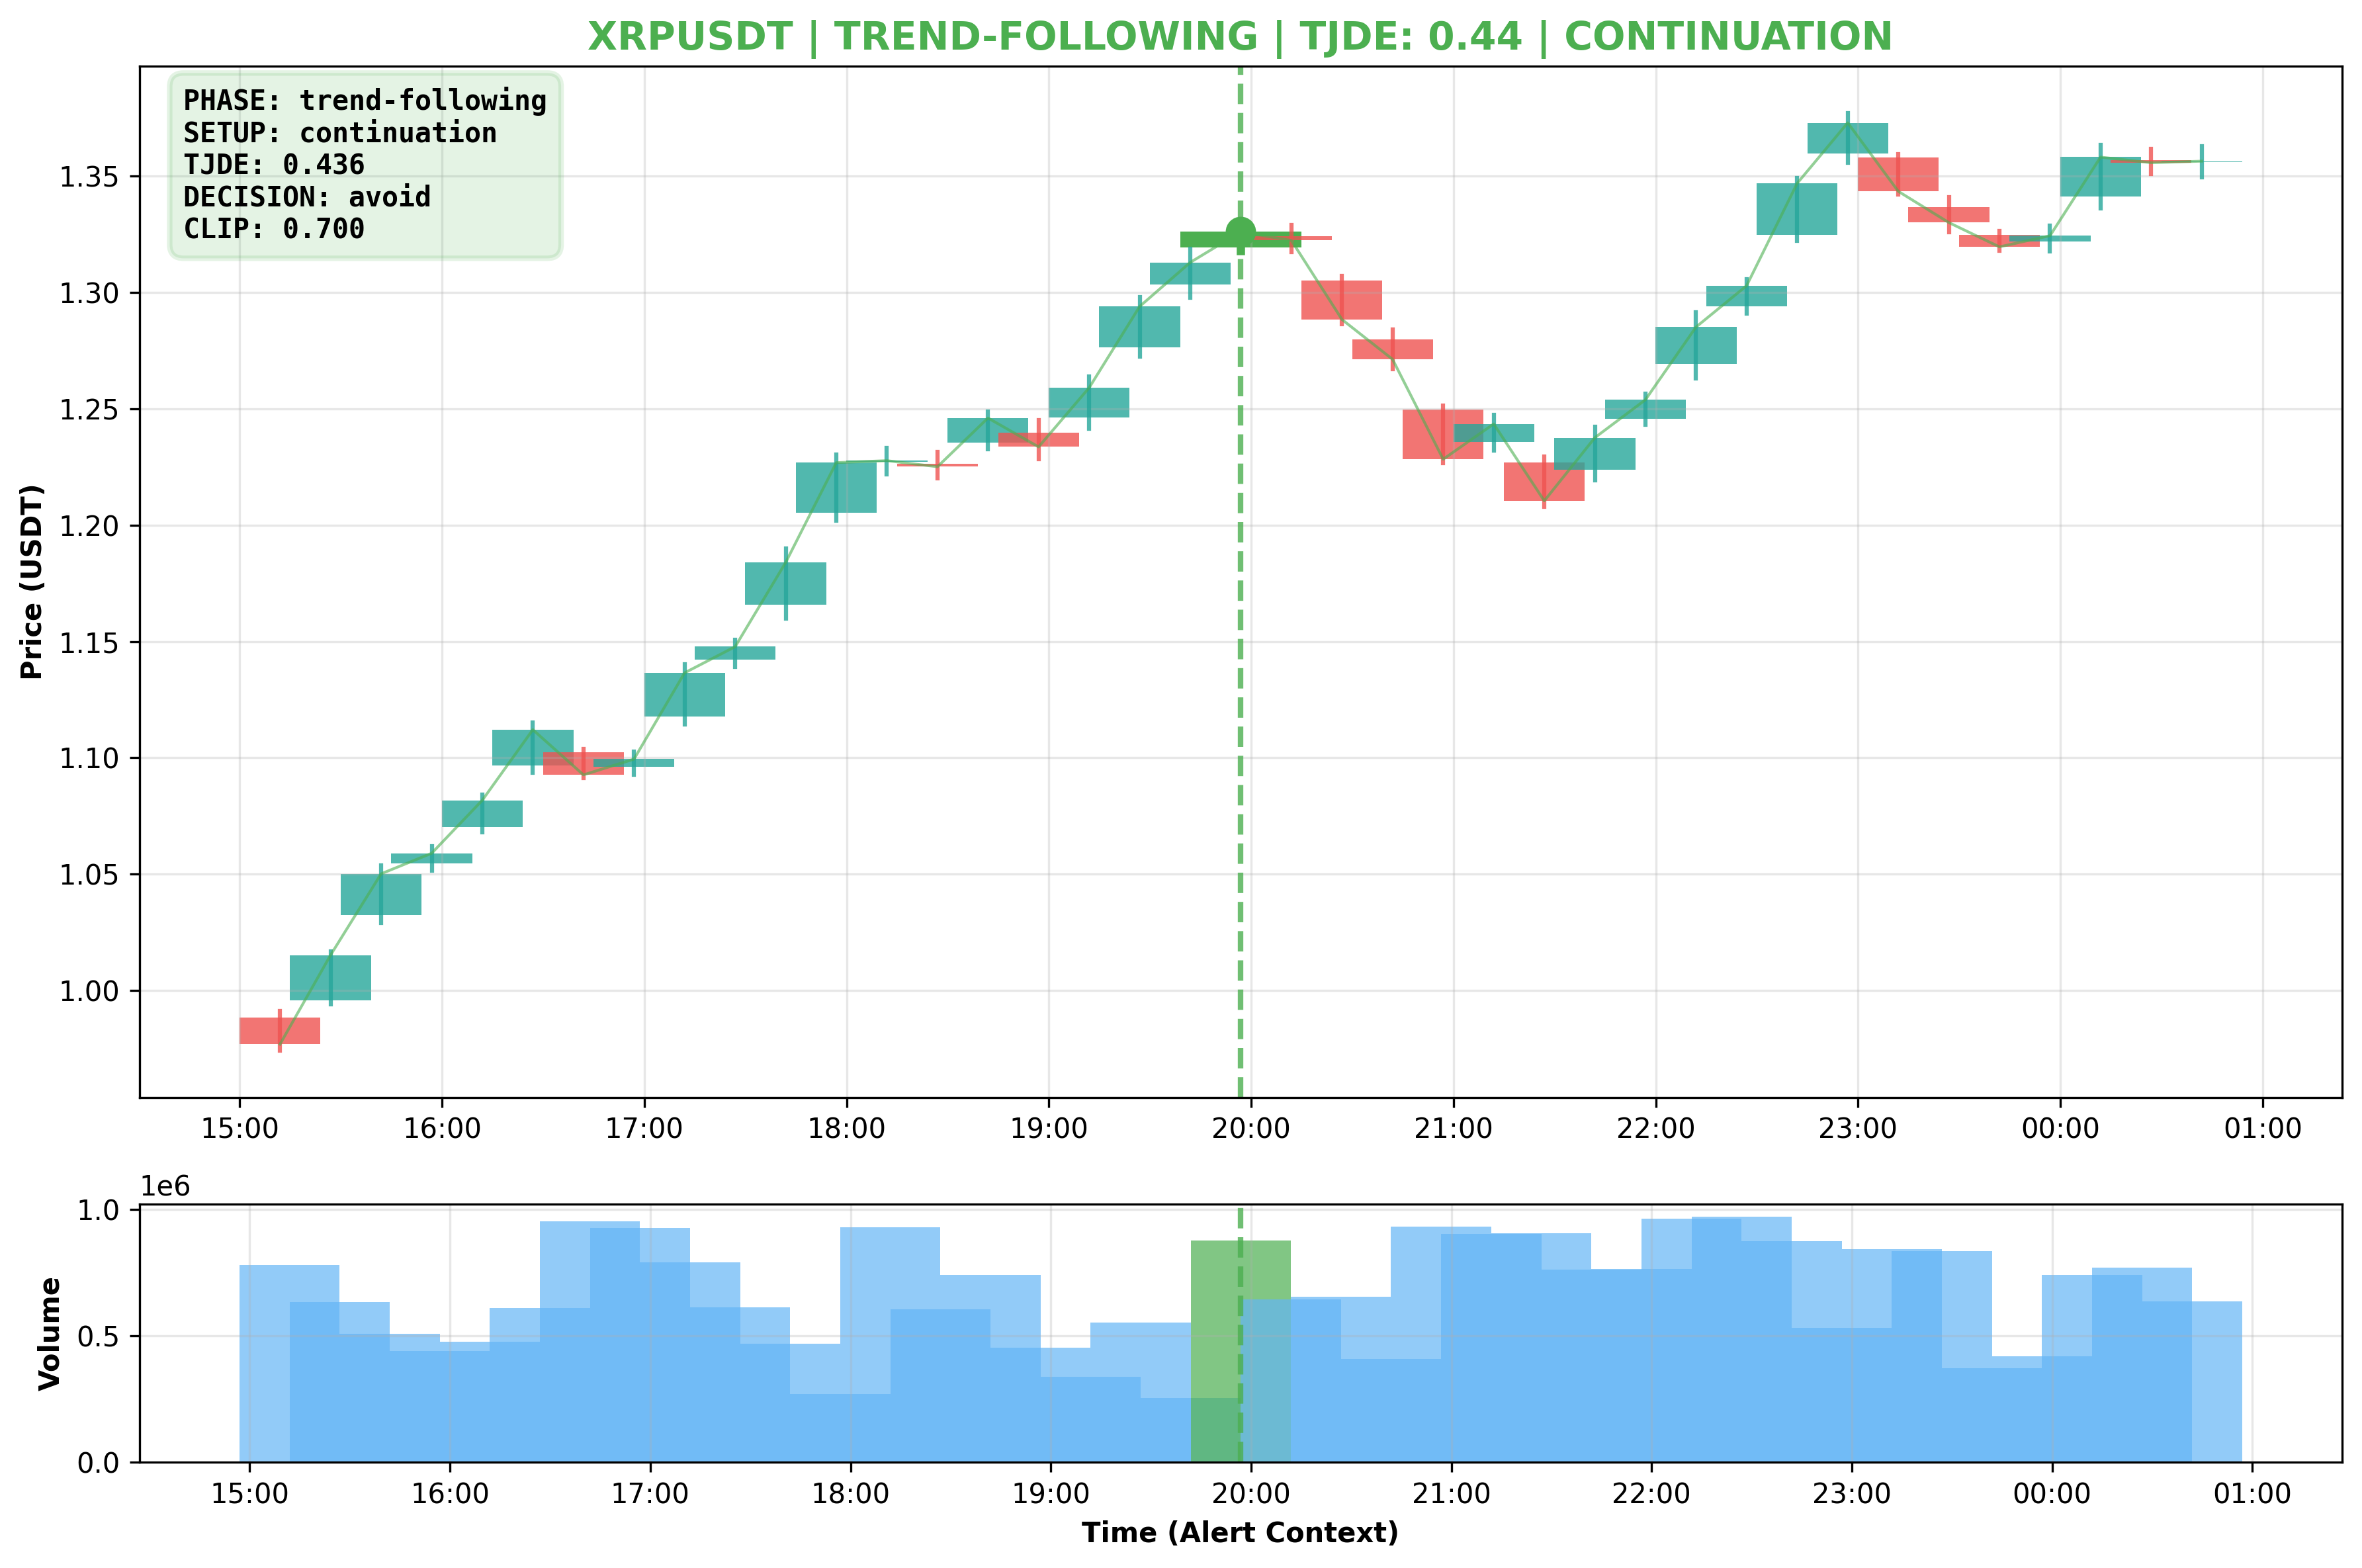 XRPUSDT | TREND-FOLLOWING | TJDE: 0.44 | CONTINUATION
PHASE: trend-following
SETUP: continuation
TJDE: 0.436
DECISION: avoid
CLIP: 0.700
Price (USDT)
1.35
1.30
1.25
1.20
1.15
1.10
1.05
1.00
15:00 16:00 17:00 18:00 19:00 20:00 21:00 22:00 23:00 00:00 01:00
1e6
Volume
1.0
0.5
0.0
15:00 16:00 17:00 18:00 19:00 20:00 21:00 22:00 23:00 00:00 01:00
Time (Alert Context)